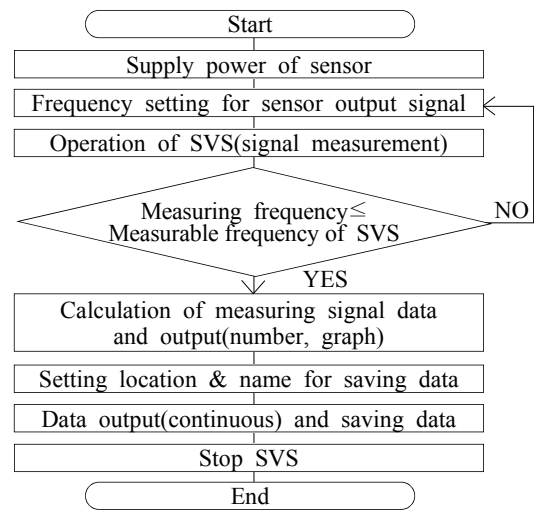 Start
Supply power of sensor
Frequency setting for sensor output signal
Operation of SVS(signal measurement)
Measuring frequency≤
Measurable frequency of SVS
NO
YES
Calculation of measuring signal data
and output(number, graph)
Setting location & name for saving data
Data output(continuous) and saving data
Stop SVS
End